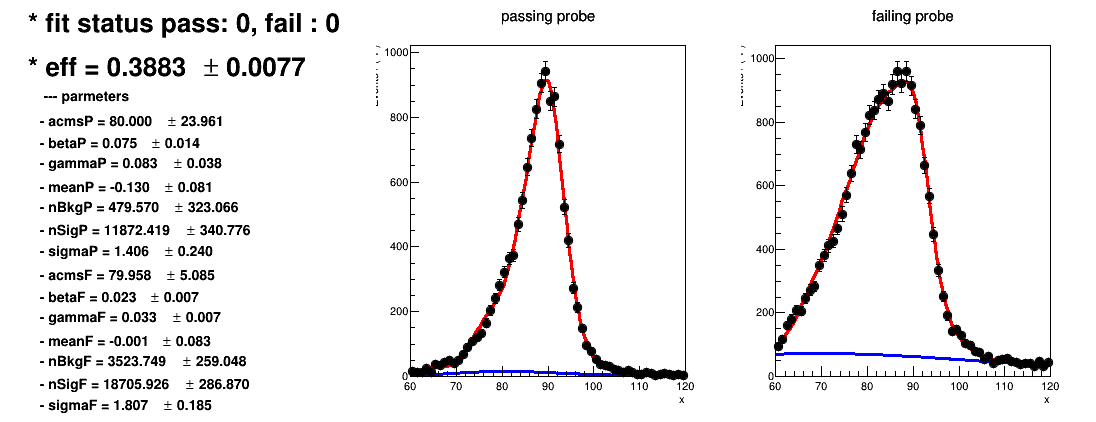 * fit status pass: 0, fail : 0
* eff = 0.3883 ± 0.0077
--- parmeters
- acmsP = 80.000 ± 23.961
- betaP = 0.075 ± 0.014
- gammaP = 0.083 ± 0.038
- meanP = -0.130 ± 0.081
- nBkgP = 479.570 ± 323.066
- nSigP = 11872.419 ± 340.776
- sigmaP = 1.406 ± 0.240
- acmsF = 79.958 ± 5.085
- betaF = 0.023 ± 0.007
- gammaF = 0.033 ± 0.007
- meanF = -0.001 ± 0.083
- nBkgF = 3523.749 ± 259.048
- nSigF = 18705.926 ± 286.870
- sigmaF = 1.807 ± 0.185
passing probe
1000
800
600
400
200
0
60 70 80 90 100 110 120
x
failing probe
1000
800
600
400
200
0
60 70 80 90 100 110 120
x